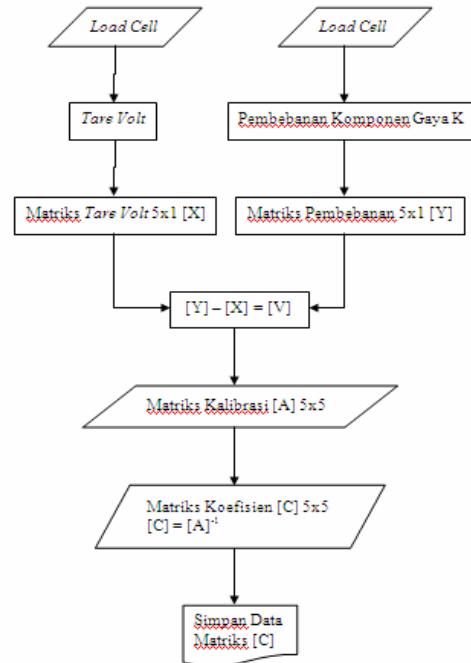 Load Cell
Load Cell
Tare Volt
Pembebanan Komponen Gaya K
Matriks Tare Volt 5x1 [X]
Matriks Pembebanan 5x1 [Y]
[Y] – [X] = [V]
Matriks Kalibrasi [A] 5x5
Matriks Koefisien [C] 5x5
[C] = [A]⁻¹
Simpan Data
Matriks [C]